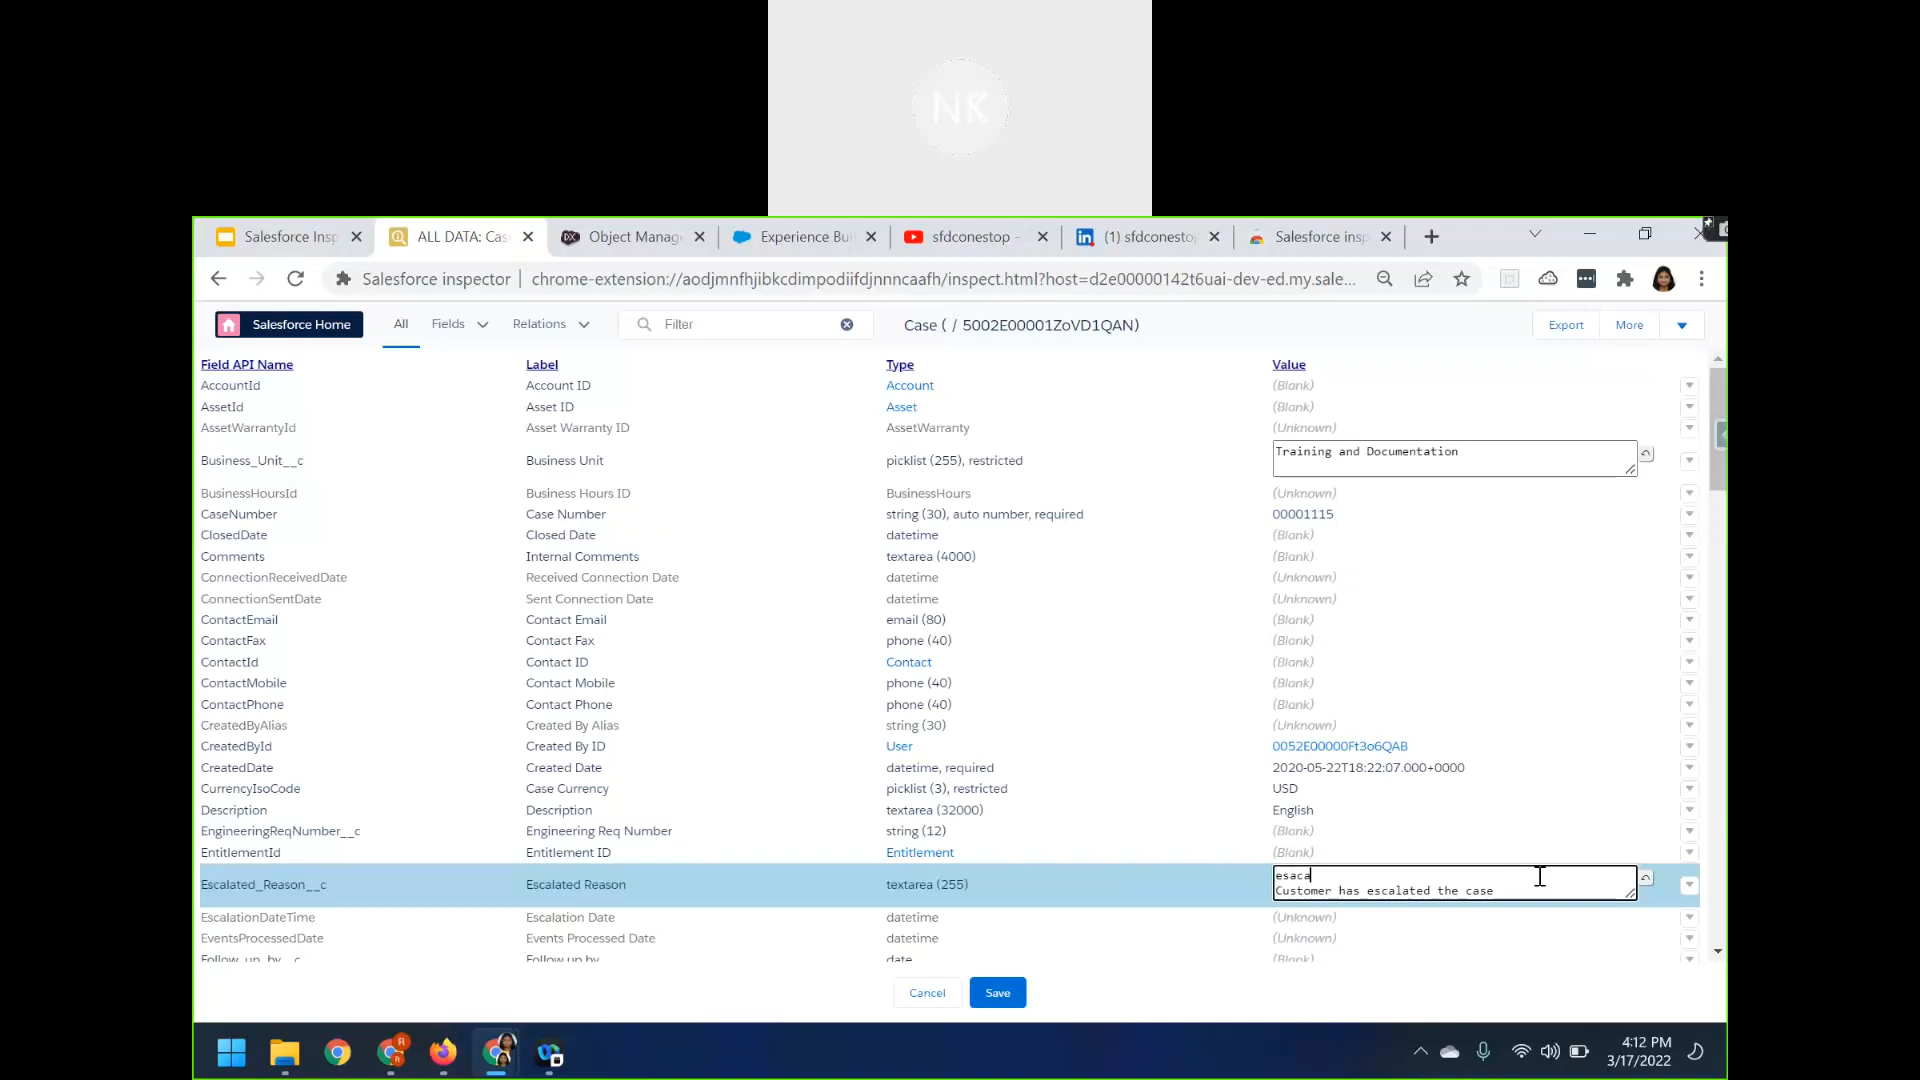 NK
Salesforce Insp
ALL DATA: Cas
Object Manag
Experience Bui
sfdconestop -
(1) sfdconesto
Salesforce insp
Salesforce inspector | chrome-extension://aodjmnfhjibkcdimpodiifdjnnncaafh/inspect.html?host=d2e00000142t6uai-dev-ed.my.sale...
Salesforce Home
All
Fields
Relations
Filter
Case ( / 5002E00001ZoVD1QAN)
Export
More
Field API Name Label Type Value
AccountId Account ID Account (Blank)
AssetId Asset ID Asset (Blank)
AssetWarrantyId Asset Warranty ID AssetWarranty (Unknown)
Business_Unit__c Business Unit picklist (255), restricted Training and Documentation
BusinessHoursId Business Hours ID BusinessHours (Unknown)
CaseNumber Case Number string (30), auto number, required 00001115
ClosedDate Closed Date datetime (Blank)
Comments Internal Comments textarea (4000) (Blank)
ConnectionReceivedDate Received Connection Date datetime (Unknown)
ConnectionSentDate Sent Connection Date datetime (Unknown)
ContactEmail Contact Email email (80) (Blank)
ContactFax Contact Fax phone (40) (Blank)
ContactId Contact ID Contact (Blank)
ContactMobile Contact Mobile phone (40) (Blank)
ContactPhone Contact Phone phone (40) (Blank)
CreatedByAlias Created By Alias string (30) (Unknown)
CreatedById Created By ID User 0052E00000Ft3o6QAB
CreatedDate Created Date datetime, required 2020-05-22T18:22:07.000+0000
CurrencyIsoCode Case Currency picklist (3), restricted USD
Description Description textarea (32000) English
EngineeringReqNumber__c Engineering Req Number string (12) (Blank)
EntitlementId Entitlement ID Entitlement (Blank)
Escalated_Reason__c Escalated Reason textarea (255) esaca
Customer has escalated the case
EscalationDateTime Escalation Date datetime (Unknown)
EventsProcessedDate Events Processed Date datetime (Unknown)
Follow_up_by__c Follow up by date (Blank)
Cancel
Save
4:12 PM
3/17/2022